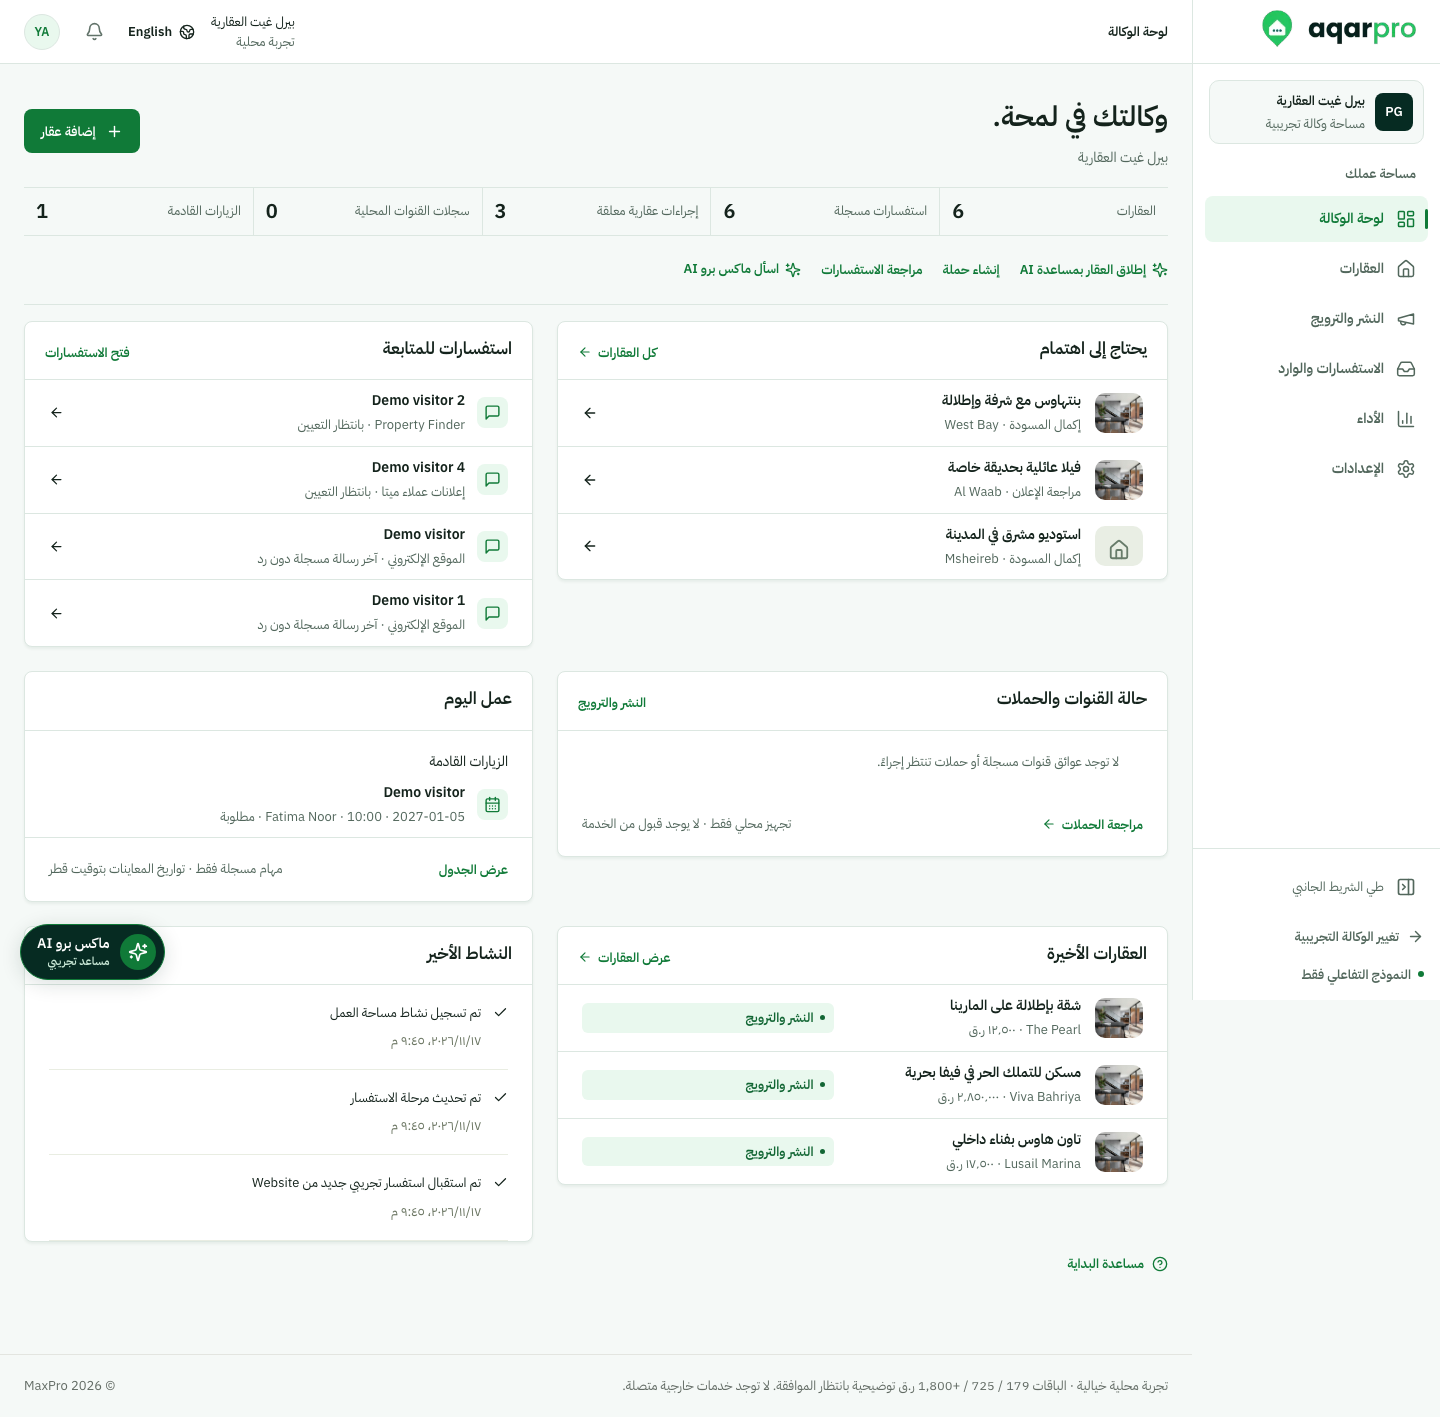 aqarpro
لوحة الوكالة
بيرل غيت العقارية
تجربة محلية
English
YA
PG
بيرل غيت العقارية
مساحة وكالة تجريبية
مساحة عملك
لوحة الوكالة
العقارات
النشر والترويج
الاستفسارات والوارد
الأداء
الإعدادات
طي الشريط الجانبي
تغيير الوكالة التجريبية
النموذج التفاعلي فقط
وكالتك في لمحة.
بيرل غيت العقارية
إضافة عقار
العقارات 6
استفسارات مسجلة 6
إجراءات عقارية معلقة 3
سجلات القنوات المحلية 0
الزيارات القادمة 1
إطلاق العقار بمساعدة AI
إنشاء حملة
مراجعة الاستفسارات
اسأل ماكس برو AI
يحتاج إلى اهتمام
كل العقارات
بنتهاوس مع شرفة وإطلالة
إكمال المسودة · West Bay
فيلا عائلية بحديقة خاصة
مراجعة الإعلان · Al Waab
استوديو مشرق في المدينة
إكمال المسودة · Msheireb
استفسارات للمتابعة
فتح الاستفسارات
Demo visitor 2
Property Finder · بانتظار التعيين
Demo visitor 4
إعلانات عملاء ميتا · بانتظار التعيين
Demo visitor
الموقع الإلكتروني · آخر رسالة مسجلة دون رد
Demo visitor 1
الموقع الإلكتروني · آخر رسالة مسجلة دون رد
حالة القنوات والحملات
النشر والترويج
لا توجد عوائق قنوات مسجلة أو حملات تنتظر إجراءً.
مراجعة الحملات
تجهيز محلي فقط · لا يوجد قبول من الخدمة
عمل اليوم
الزيارات القادمة
Demo visitor
2027-01-05 · 10:00 · Fatima Noor · مطلوبة
عرض الجدول
مهام مسجلة فقط · تواريخ المعاينات بتوقيت قطر
العقارات الأخيرة
عرض العقارات
شقة بإطلالة على المارينا
The Pearl · ١٢٬٥٠٠ ر.ق
النشر والترويج
مسكن للتملك الحر في فيفا بحرية
Viva Bahriya · ٢٬٨٥٠٬٠٠٠ ر.ق
النشر والترويج
تاون هاوس بفناء داخلي
Lusail Marina · ١٧٬٥٠٠ ر.ق
النشر والترويج
النشاط الأخير
ماكس برو AI
مساعد تجريبي
تم تسجيل نشاط مساحة العمل
٢٠٢٦/١١/١٧، ٩:٤٥ م
تم تحديث مرحلة الاستفسار
٢٠٢٦/١١/١٧، ٩:٤٥ م
تم استقبال استفسار تجريبي جديد من Website
٢٠٢٦/١١/١٧، ٩:٤٥ م
مساعدة البداية
تجربة محلية خيالية · الباقات 179 / 725 / +1,800 ر.ق توضيحية بانتظار الموافقة. لا توجد خدمات خارجية متصلة.
© 2026 MaxPro